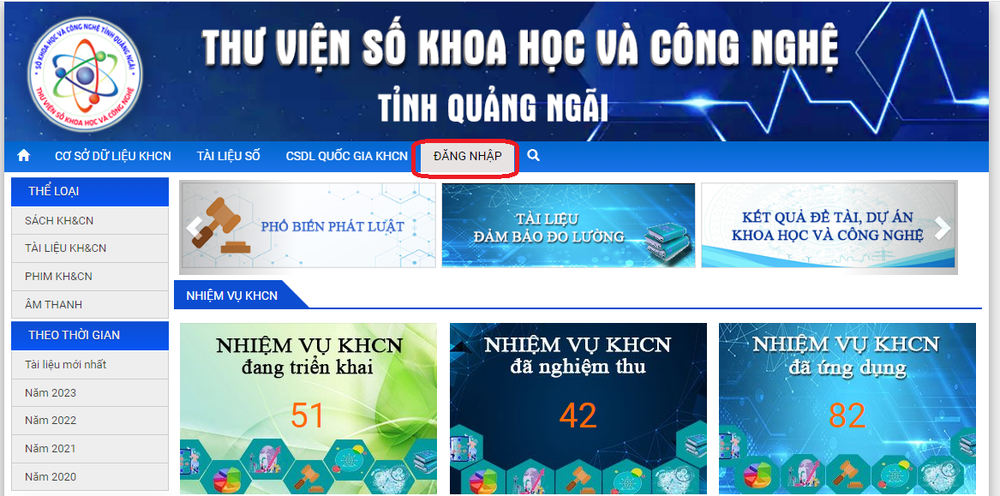 SỞ KHOA HỌC VÀ CÔNG NGHỆ TỈNH QUẢNG NGÃI
THƯ VIỆN SỐ KHOA HỌC VÀ CÔNG NGHỆ
THƯ VIỆN SỐ KHOA HỌC VÀ CÔNG NGHỆ
TỈNH QUẢNG NGÃI
CƠ SỞ DỮ LIỆU KHCN TÀI LIỆU SỐ CSDL QUỐC GIA KHCN ĐĂNG NHẬP
THỂ LOẠI
SÁCH KH&CN
TÀI LIỆU KH&CN
PHIM KH&CN
ÂM THANH
THEO THỜI GIAN
Tài liệu mới nhất
Năm 2023
Năm 2022
Năm 2021
Năm 2020
PHỔ BIẾN PHÁT LUẬT
TÀI LIỆU
ĐẢM BẢO ĐO LƯỜNG
KẾT QUẢ ĐỀ TÀI, DỰ ÁN
KHOA HỌC VÀ CÔNG NGHỆ
NHIỆM VỤ KHCN
NHIỆM VỤ KHCN
đang triển khai
51
NHIỆM VỤ KHCN
đã nghiệm thu
42
NHIỆM VỤ KHCN
đã ứng dụng
82